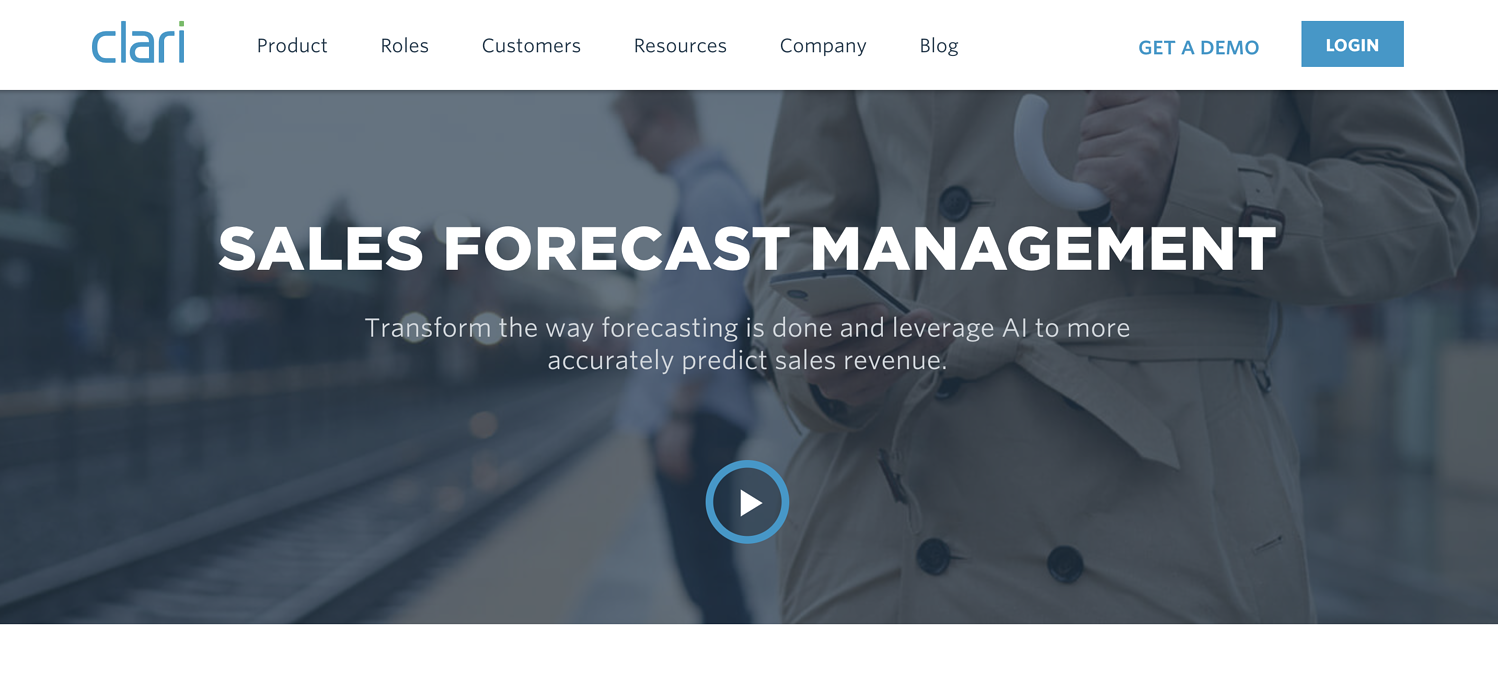 clari
Product
Roles
Customers
Resources
Company
Blog
GET A DEMO
LOGIN
SALES FORECAST MANAGEMENT
Transform the way forecasting is done and leverage AI to more
accurately predict sales revenue.